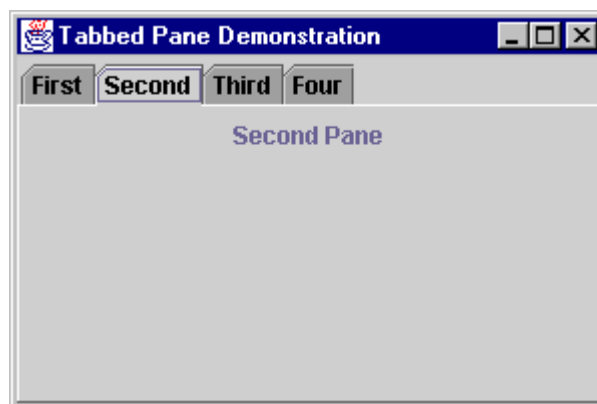 Tabbed Pane Demonstration
First Second Third Four
Second Pane